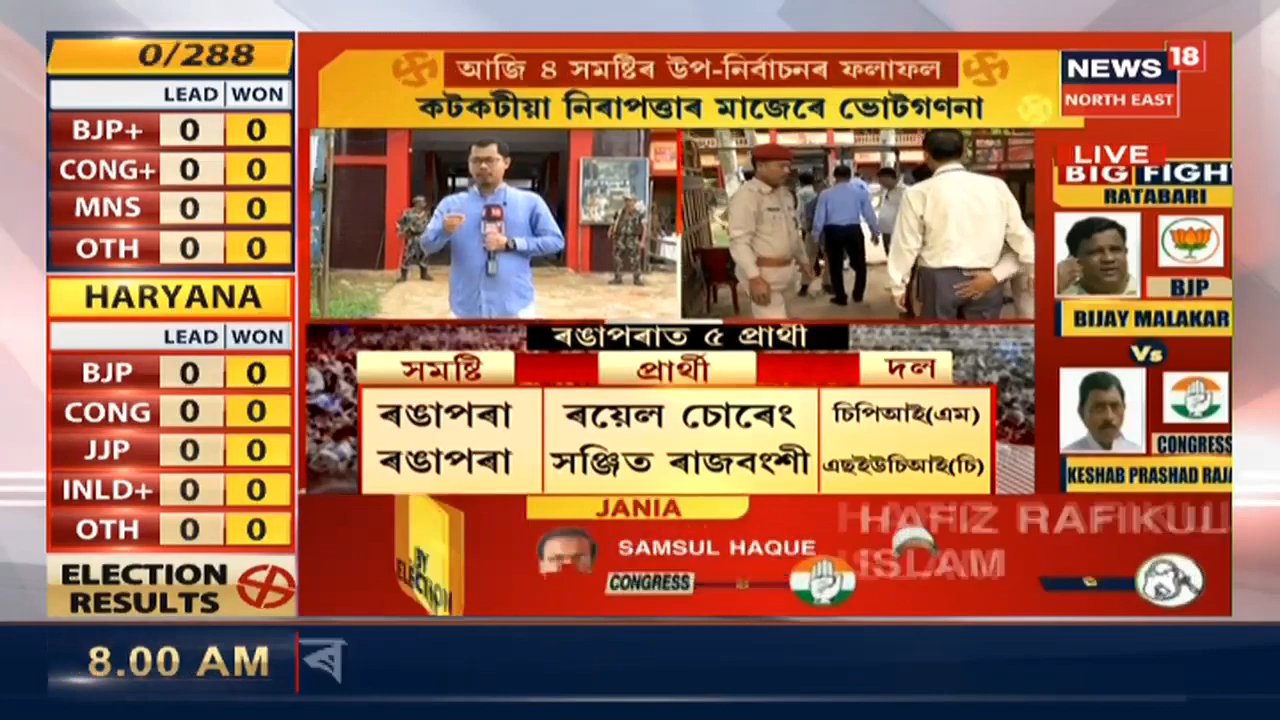 0/288
LEAD WON
BJP+ 0 0
CONG+ 0 0
MNS 0 0
OTH 0 0
HARYANA
LEAD WON
BJP 0 0
CONG 0 0
JJP 0 0
INLD+ 0 0
OTH 0 0
ELECTION
RESULTS
আজি ৪ সমষ্টিৰ উপ-নিৰ্বাচনৰ ফলাফল
কটকটীয়া নিৰাপত্তাৰ মাজেৰে ভোটগণনা
NEWS 18
NORTH EAST
ৰঙাপৰাত ৫ প্ৰাৰ্থী
সমষ্টি প্ৰাৰ্থী দল
ৰঙাপৰা ৰয়েল চোৰেং চিপিআই(এম)
ৰঙাপৰা সঞ্জিত ৰাজবংশী এছইউচিআই(চি)
LIVE
BIG FIGH
RATABARI
BJP
BIJAY MALAKAR
Vs
CONGRESS
KESHAB PRASHAD RAJA
BY
ELECTION
JANIA
SAMSUL HAQUE
CONGRESS
HAFIZ RAFIKUL
ISLAM
8.00 AM
ৰ